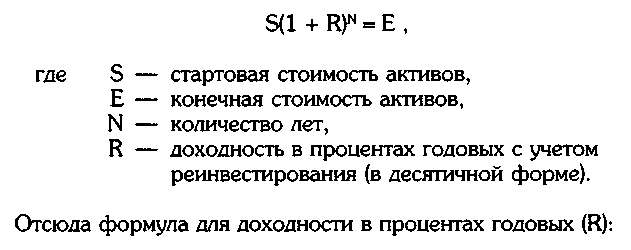 S(1 + R)ᴺ = E ,
где S — стартовая стоимость активов,
E — конечная стоимость активов,
N — количество лет,
R — доходность в процентах годовых с учетом
реинвестирования (в десятичной форме).
Отсюда формула для доходности в процентах годовых (R):